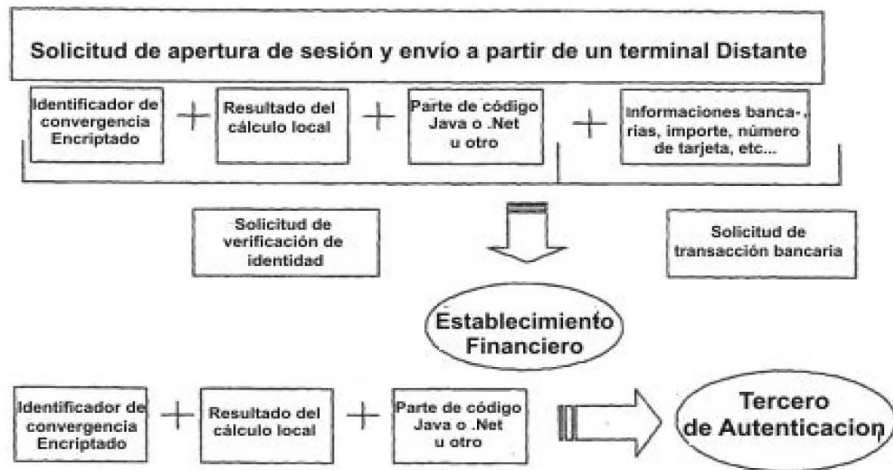 Solicitud de apertura de sesión y envío a partir de un terminal Distante
Identificador de
convergencia
Encriptado
+
Resultado del
cálculo local
+
Parte de código
Java o .Net
u otro
+
Informaciones banca-,
rias, importe, número
de tarjeta, etc...
Solicitud de
verificación de
identidad
Solicitud de
transacción bancaria
Establecimiento
Financiero
Identificador de
convergencia
Encriptado
+
Resultado del
cálculo local
+
Parte de código
Java o .Net
u otro
Tercero
de Autenticacion